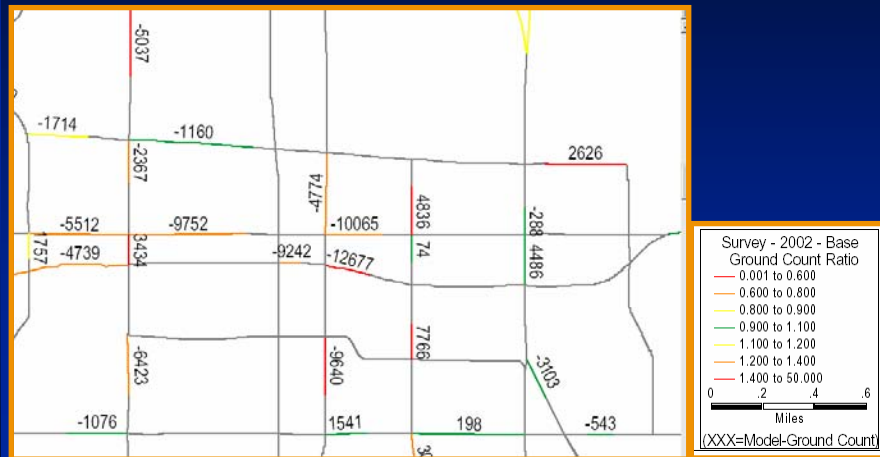 -5037
-1714
-1160
-2367
2626
-4774
4836
-5512
-9752
-10065
-288
1757
-4739
3434
-9242
-12677
74
4486
7766
-6423
-9640
-3103
-1076
1541
198
-543
Survey - 2002 - Base
Ground Count Ratio
0.001 to 0.600
0.600 to 0.800
0.800 to 0.900
0.900 to 1.100
1.100 to 1.200
1.200 to 1.400
1.400 to 50.000
0 .2 .4 .6
Miles
(XXX=Model-Ground Count)